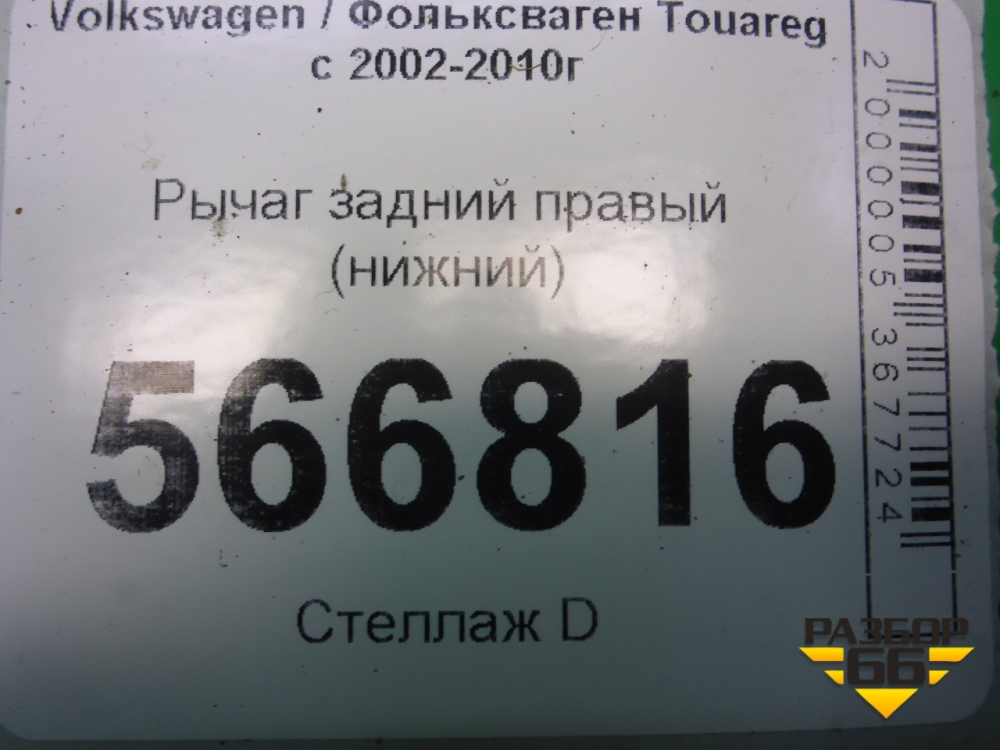 Volkswagen / Фольксваген Touareg
с 2002-2010г
Рычаг задний правый
(нижний)
566816
Стеллаж D
2000005367724
РАЗБОР
66